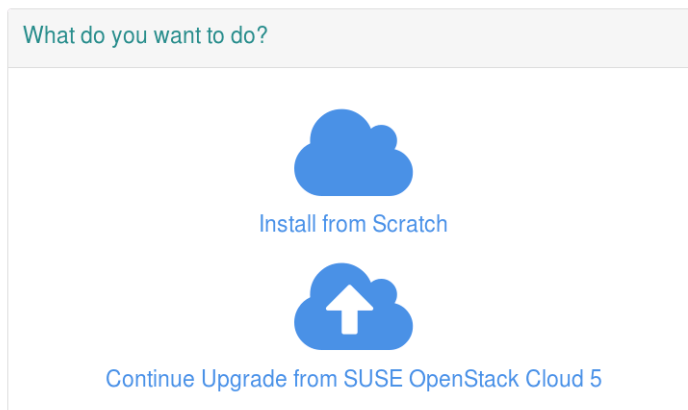 What do you want to do?
Install from Scratch
Continue Upgrade from SUSE OpenStack Cloud 5